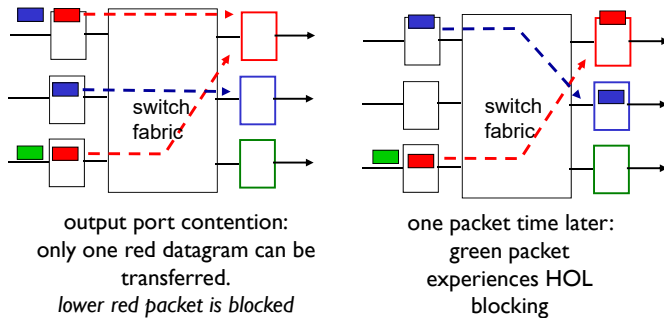 switch
fabric
output port contention:
only one red datagram can be
transferred.
lower red packet is blocked
switch
fabric
one packet time later:
green packet
experiences HOL
blocking